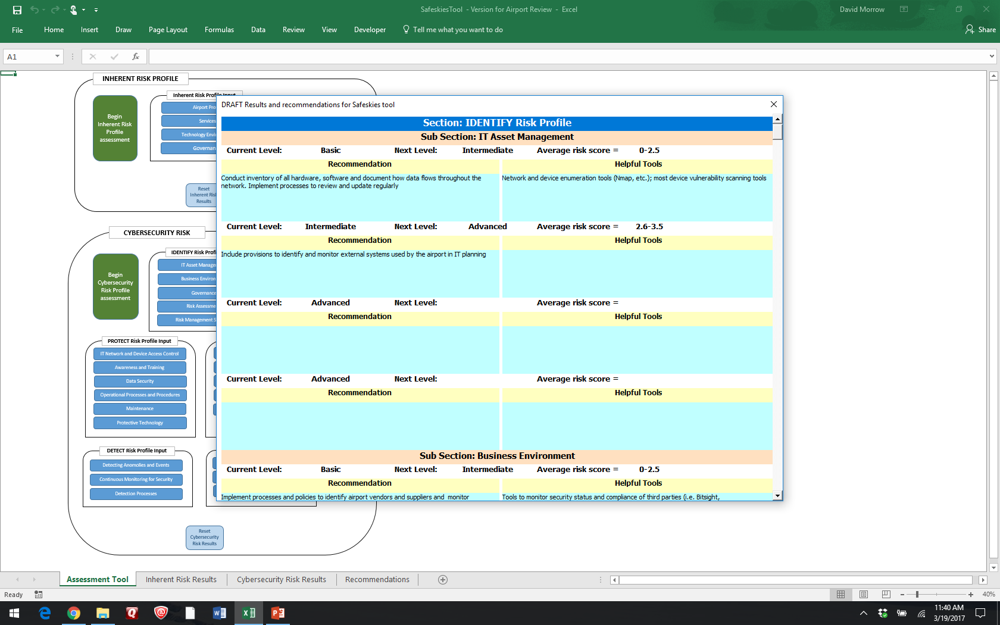 SafeskiesTool - Version for Airport Review - Excel
David Morrow
File Home Insert Draw Page Layout Formulas Data Review View Developer Tell me what you want to do
Share
A1
fx
INHERENT RISK PROFILE
Inherent Risk Profile Input
Begin
Inherent Risk
Profile
assessment
Airport Pro
Services
Technology Envi
Governan
Reset
Inherent Risk
Results
CYBERSECURITY RISK
IDENTIFY Risk Profi
Begin
Cybersecurity
Risk Profile
assessment
IT Asset Manage
Business Environ
Governance
Risk Assessme
Risk Management S
PROTECT Risk Profile Input
IT Network and Device Access Control
Awareness and Training
Data Security
Operational Processes and Procedures
Maintenance
Protective Technology
DETECT Risk Profile Input
Detecting Anomolies and Events
Continuous Monitoring for Security
Detection Processes
Reset
Cybersecurity
Risk Results
DRAFT Results and recommendations for Safeskies tool
Section: IDENTIFY Risk Profile
Sub Section: IT Asset Management
Current Level: Basic Next Level: Intermediate Average risk score = 0-2.5
Recommendation Helpful Tools
Conduct inventory of all hardware, software and document how data flows throughout the
network. Implement processes to review and update regularly
Network and device enumeration tools (Nmap, etc.); most device vulnerability scanning tools
Current Level: Intermediate Next Level: Advanced Average risk score = 2.6-3.5
Recommendation Helpful Tools
Include provisions to identify and monitor external systems used by the airport in IT planning
Current Level: Advanced Next Level: Average risk score =
Recommendation Helpful Tools
Current Level: Advanced Next Level: Average risk score =
Recommendation Helpful Tools
Sub Section: Business Environment
Current Level: Basic Next Level: Intermediate Average risk score = 0-2.5
Recommendation Helpful Tools
Implement processes and policies to identify airport vendors and suppliers and monitor
Tools to monitor security status and compliance of third parties (i.e. Bitsight,
Assessment Tool Inherent Risk Results Cybersecurity Risk Results Recommendations
Ready
40%
11:40 AM
3/19/2017